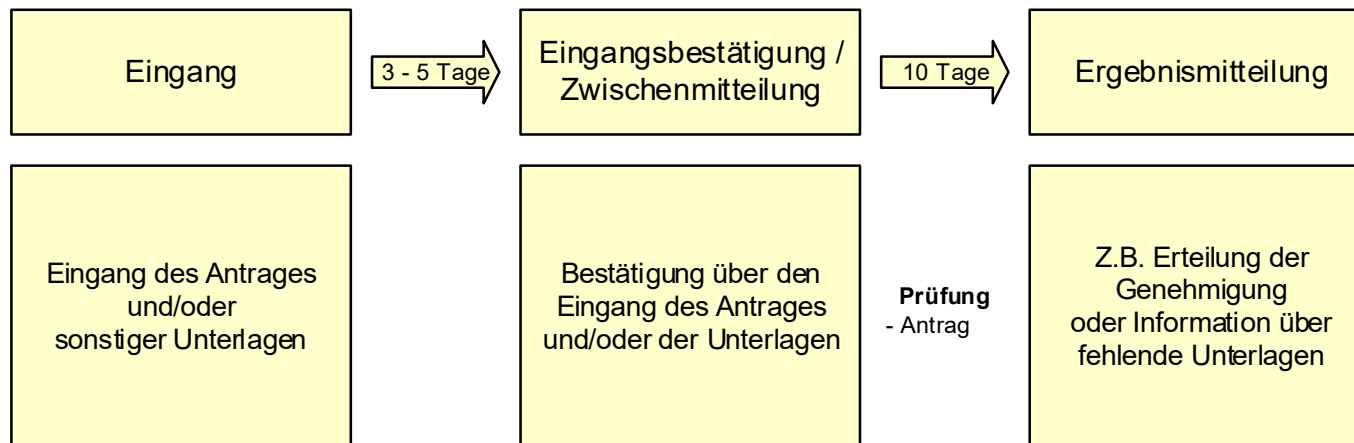 Eingang
3 - 5 Tage
Eingangsbestätigung /
Zwischenmitteilung
10 Tage
Ergebnismitteilung
Eingang des Antrages
und/oder
sonstiger Unterlagen
Bestätigung über den
Eingang des Antrages
und/oder der Unterlagen
Prüfung
- Antrag
Z.B. Erteilung der
Genehmigung
oder Information über
fehlende Unterlagen